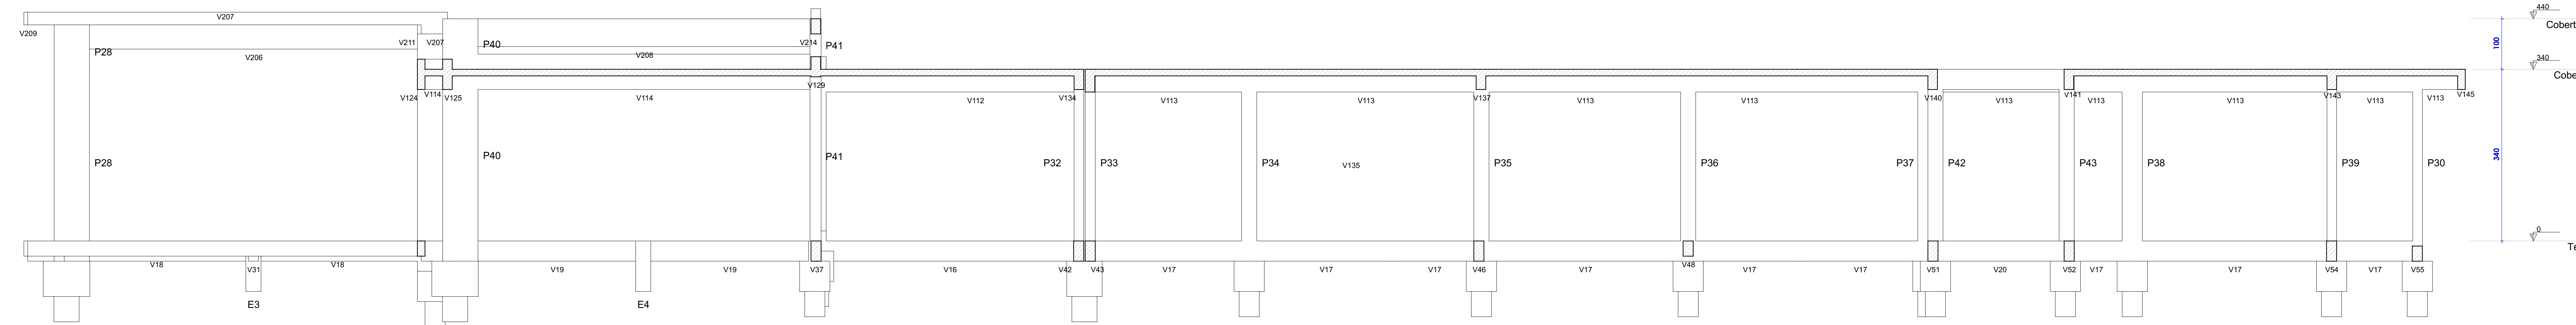 V207
440
V209
Cobert
P28
V211
V207
P40
V214
P41
100
V206
V208
340
Cobe
V124
V114
V125
V114
V129
V112
V134
V113
V113
V137
V113
V113
V140
V113
V141
V113
V113
V143
V113
V113
V145
P28
P40
P41
P32
P33
P34
V135
P35
P36
P37
P42
P43
P38
P39
P30
340
0
Te
V18
V31
V18
V19
V19
V37
V16
V42
V43
V17
V17
V17
V46
V17
V48
V17
V17
V51
V20
V52
V17
V17
V54
V17
V55
E3
E4